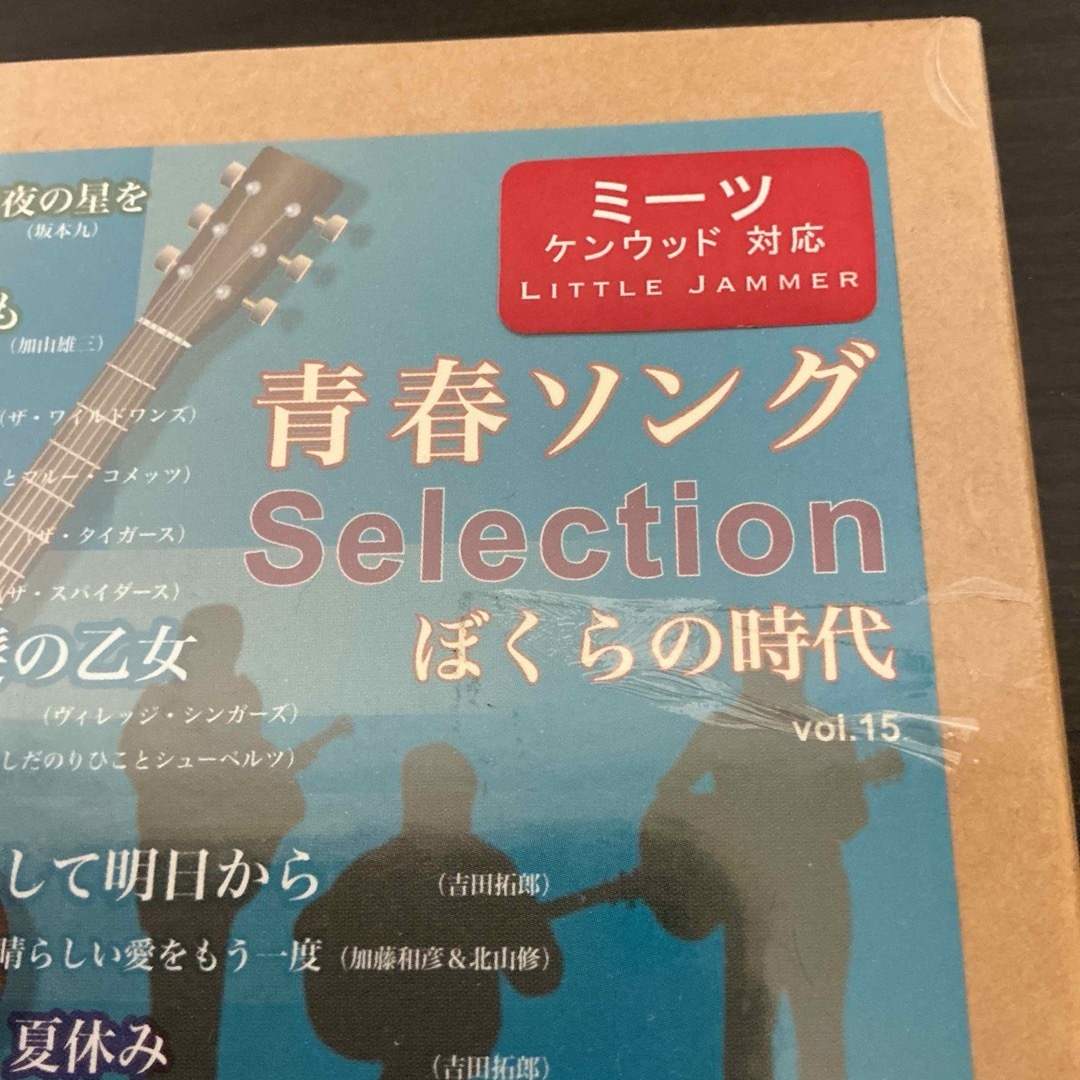 夜の星を
(坂本九)
も
(加山雄三)
(ザ・ワイルドワンズ)
とブルー・コメッツ)
(ザ・タイガース)
(ザ・スパイダース)
の乙女
(ヴィレッジ・シンガーズ)
しだのりひことシューベルツ)
して明日から
(吉田拓郎)
晴らしい愛をもう一度 (加藤和彦&北山修)
夏休み
(吉田拓郎)
ミーツ
ケンウッド 対応
LITTLE JAMMER
青春ソング
Selection
ぼくらの時代
vol.15